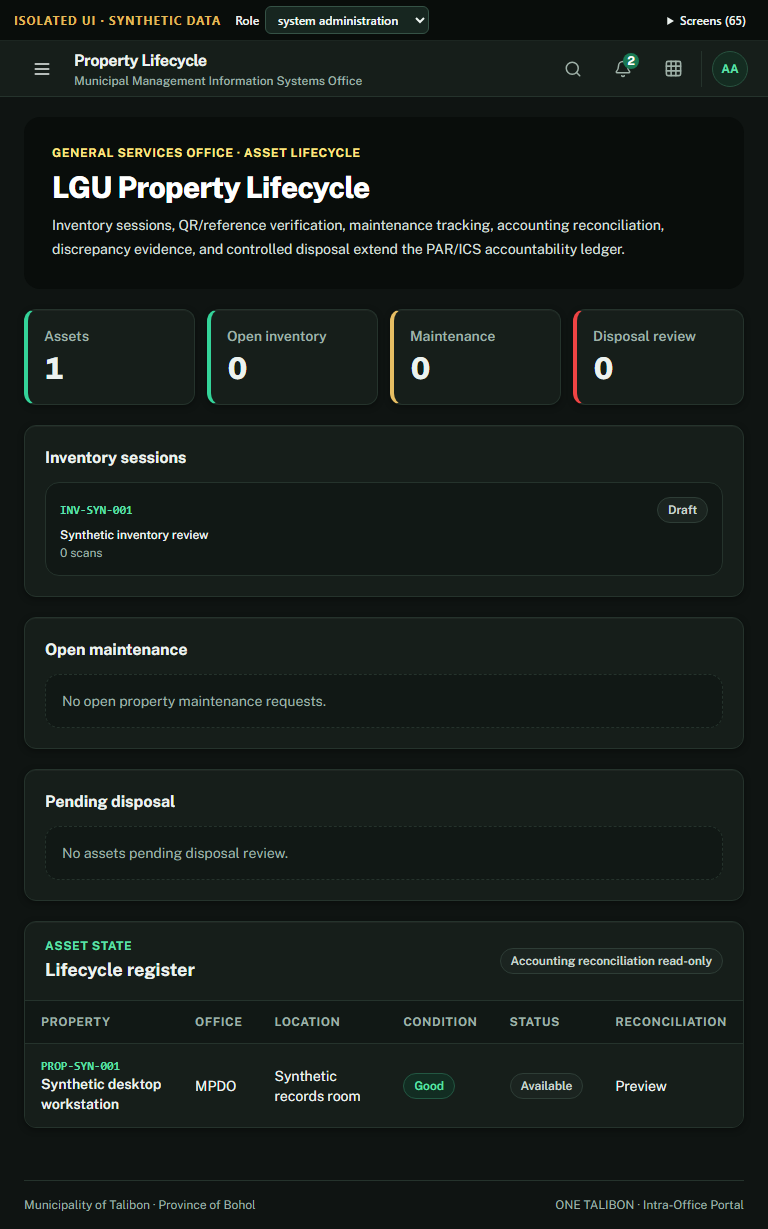 ISOLATED UI · SYNTHETIC DATA Role system administration Screens (65)
Property Lifecycle
Municipal Management Information Systems Office
2
AA
GENERAL SERVICES OFFICE · ASSET LIFECYCLE
LGU Property Lifecycle
Inventory sessions, QR/reference verification, maintenance tracking, accounting reconciliation,
discrepancy evidence, and controlled disposal extend the PAR/ICS accountability ledger.
Assets
1
Open inventory
0
Maintenance
0
Disposal review
0
Inventory sessions
INV-SYN-001
Draft
Synthetic inventory review
0 scans
Open maintenance
No open property maintenance requests.
Pending disposal
No assets pending disposal review.
ASSET STATE
Lifecycle register
Accounting reconciliation read-only
PROPERTY OFFICE LOCATION CONDITION STATUS RECONCILIATION
PROP-SYN-001
Synthetic desktop
workstation
MPDO
Synthetic
records room
Good
Available
Preview
Municipality of Talibon · Province of Bohol
ONE TALIBON · Intra-Office Portal